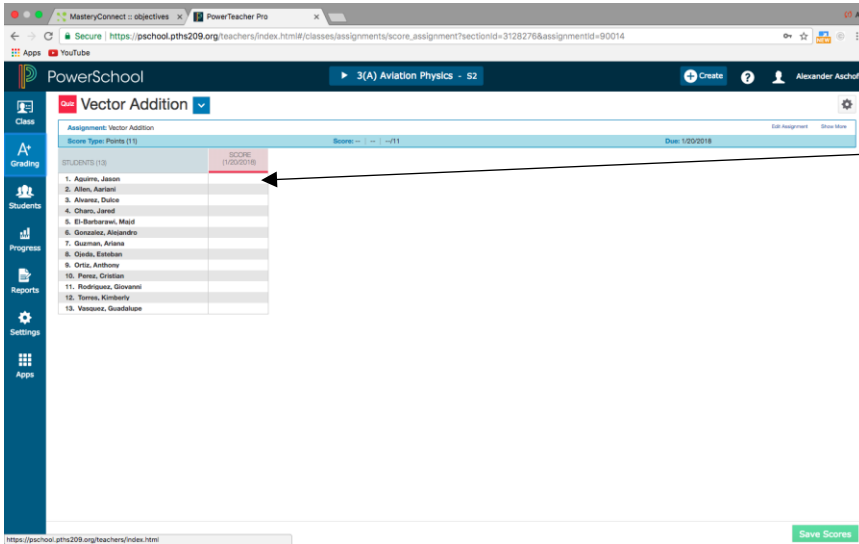 MasteryConnect :: objectives
PowerTeacher Pro
Secure | https://pschool.pths209.org/teachers/index.html#/classes/assignments/score_assignment?sectionId=3128276&assignmentId=90014
Apps YouTube
PowerSchool
3(A) Aviation Physics - S2
Create
?
Alexander Aschof
Class
A+
Grading
Students
Progress
Reports
Settings
Apps
Quiz Vector Addition
Assignment: Vector Addition
Edit Assignment Show More
Score Type: Points (11)
Score: -- | -- | --/11
Due: 1/20/2018
STUDENTS (13)
SCORE
(1/20/2018)
1. Aguirre, Jason
2. Allen, Aariani
3. Alvarez, Dulce
4. Charo, Jared
5. El-Barbarawi, Majd
6. Gonzalez, Alejandro
7. Guzman, Ariana
8. Ojeda, Esteban
9. Ortiz, Anthony
10. Perez, Cristian
11. Rodriguez, Giovanni
12. Torres, Kimberly
13. Vasquez, Guadalupe
Save Scores
https://pschool.pths209.org/teachers/index.html